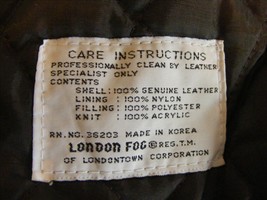 CARE INSTRUCTIONS
PROFESSIONALLY CLEAN BY LEATHER
SPECIALIST ONLY
CONTENTS
SHELL: 100% GENUINE LEATHER
LINING : 100% NYLON
FILLING : 100% POLYESTER
KNIT : 100% ACRYLIC
RN. NO. 36203 MADE IN KOREA
LONDON FOG® REG. T.M.
OF LONDONTOWN CORPORATION